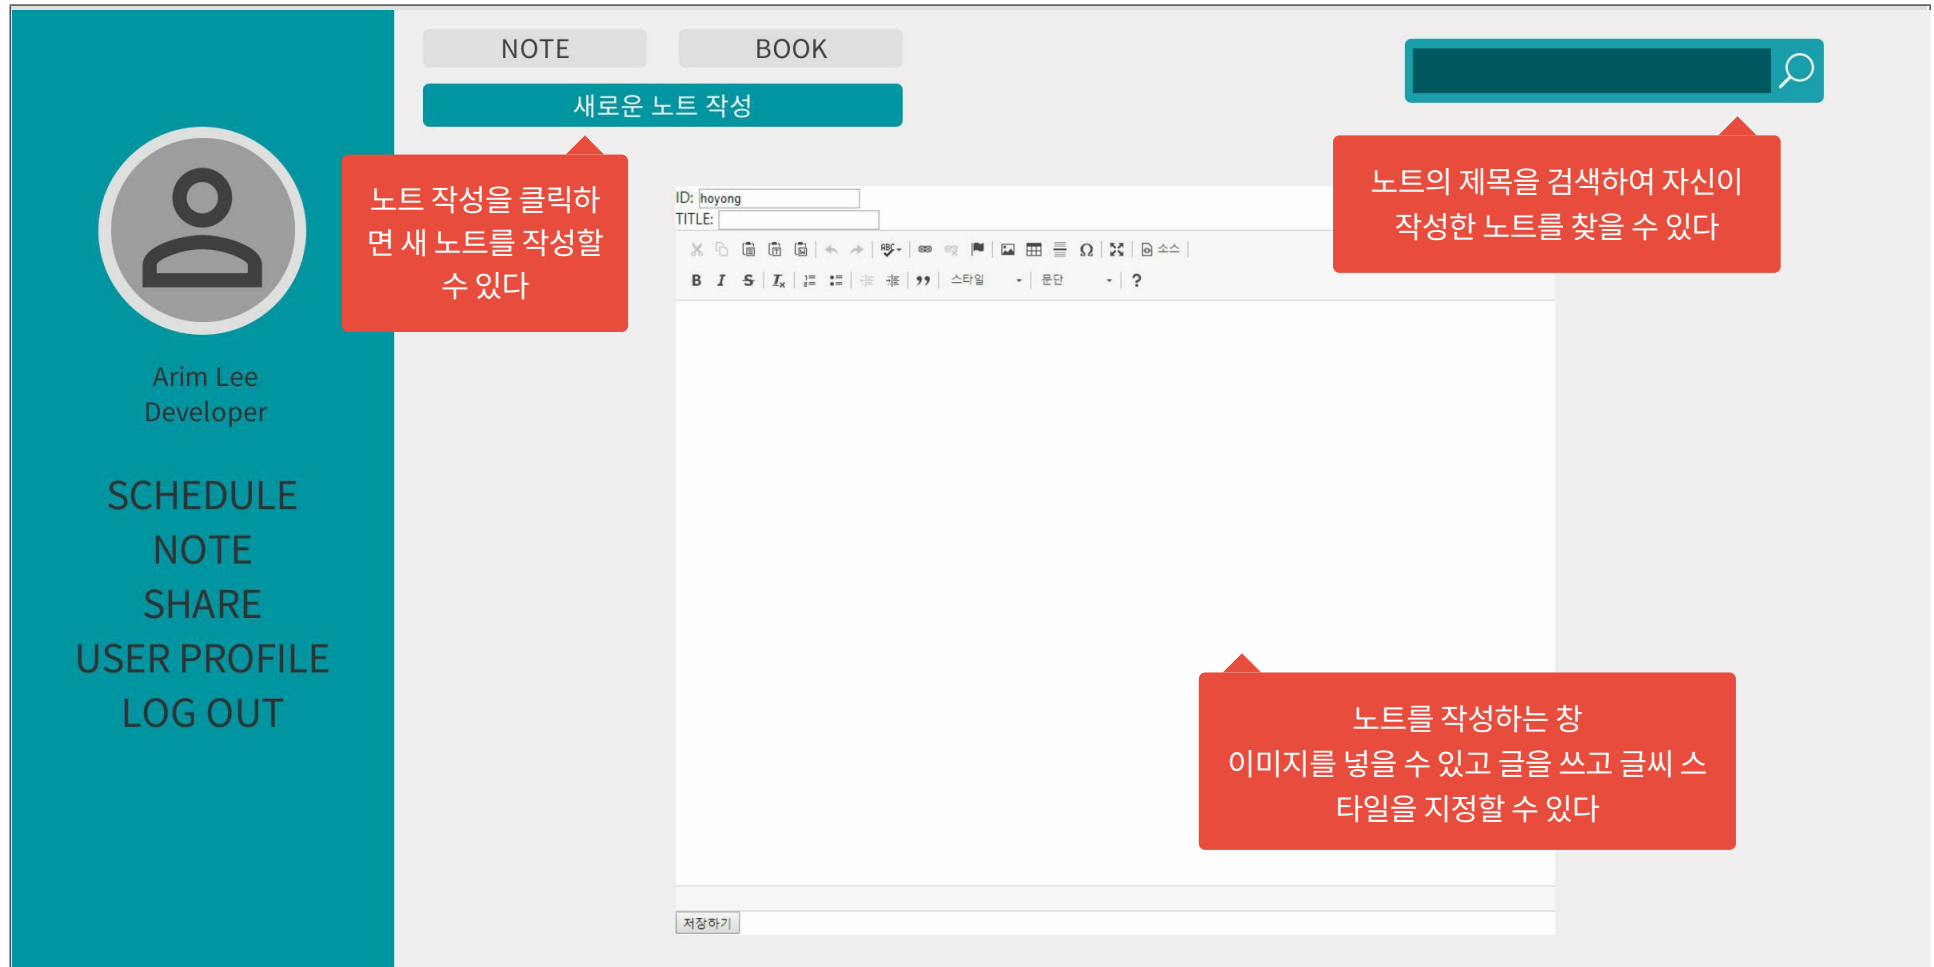 NOTE
BOOK
새로운 노트 작성
노트 작성을 클릭하
면 새 노트를 작성할
수 있다
노트의 제목을 검색하여 자신이
작성한 노트를 찾을 수 있다
Arim Lee
Developer
SCHEDULE
NOTE
SHARE
USER PROFILE
LOG OUT
ID: hoyong
TITLE:
ABC
Ω
소스
B I S Ix
스타일
문단
?
노트를 작성하는 창
이미지를 넣을 수 있고 글을 쓰고 글씨 스
타일을 지정할 수 있다
저장하기